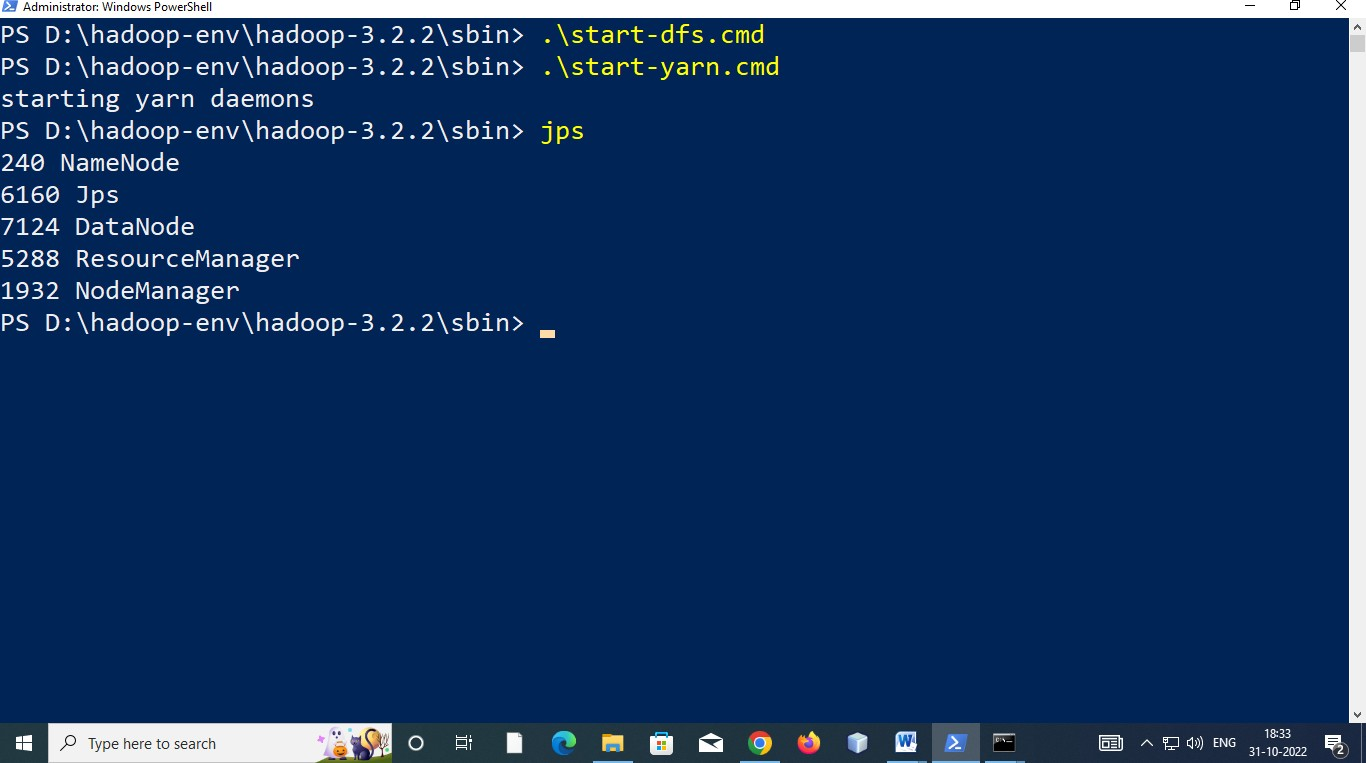 Administrator: Windows PowerShell
PS D:\hadoop-env\hadoop-3.2.2\sbin> .\start-dfs.cmd
PS D:\hadoop-env\hadoop-3.2.2\sbin> .\start-yarn.cmd
starting yarn daemons
PS D:\hadoop-env\hadoop-3.2.2\sbin> jps
240 NameNode
6160 Jps
7124 DataNode
5288 ResourceManager
1932 NodeManager
PS D:\hadoop-env\hadoop-3.2.2\sbin>
Type here to search
ENG
18:33
31-10-2022
2